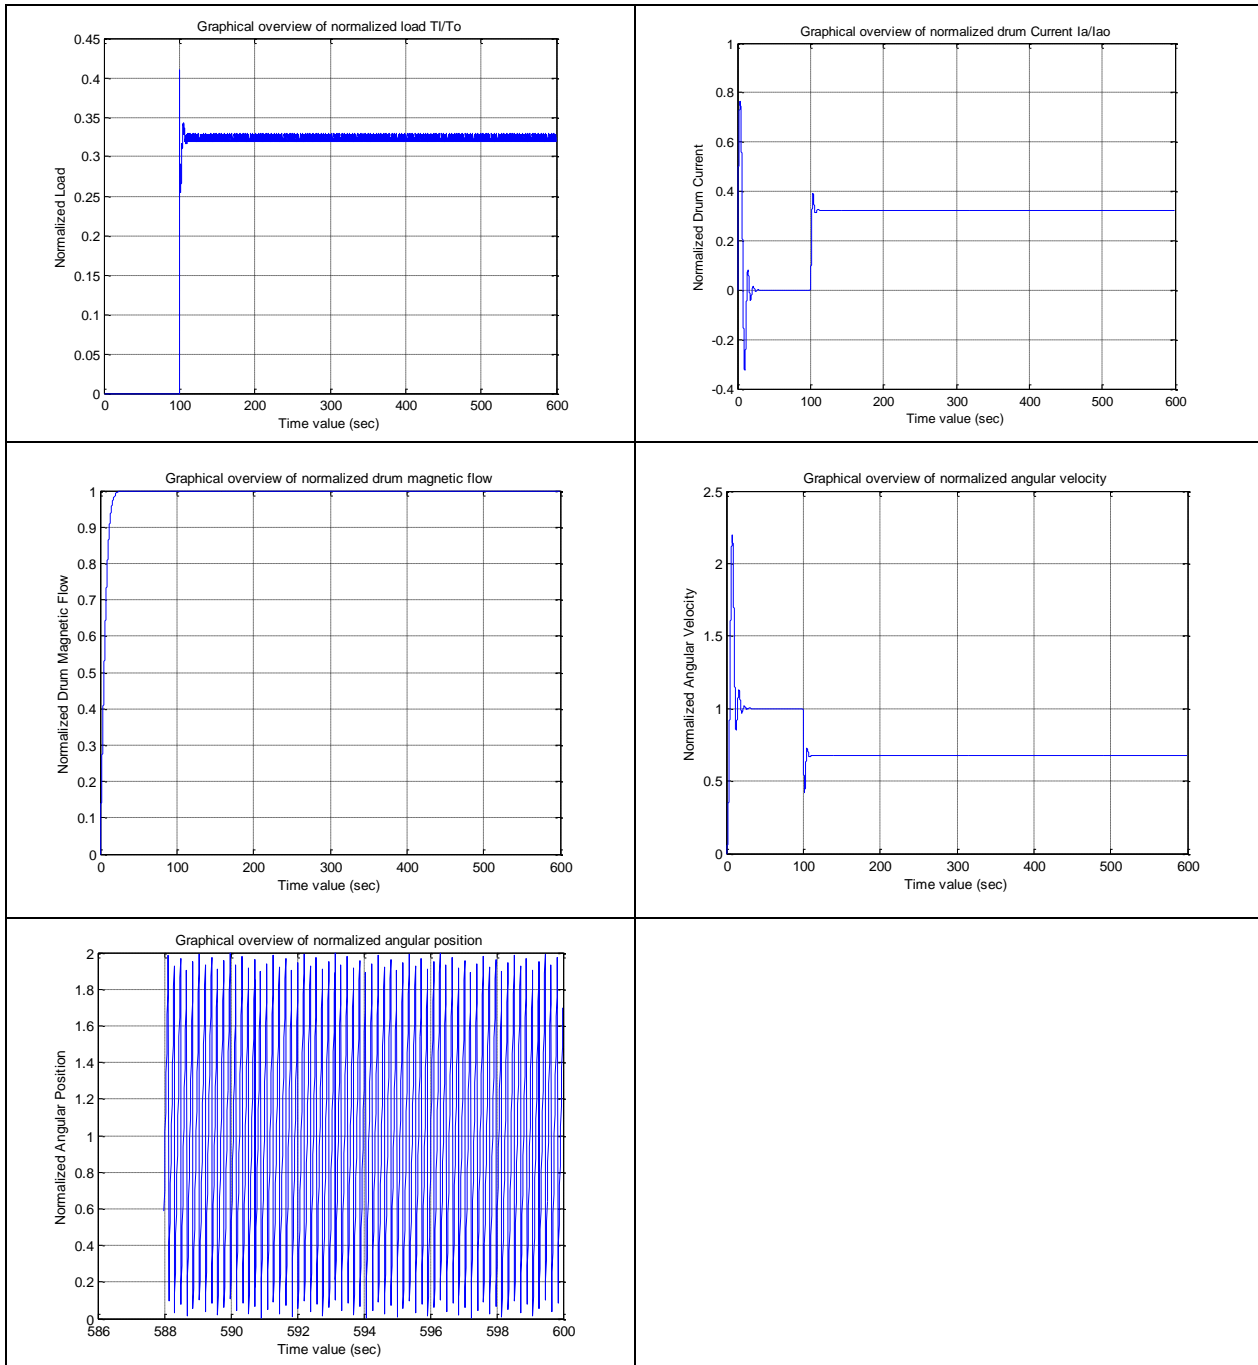 Graphical overview of normalized load Tl/To
0.45
0.4
0.35
0.3
0.25
0.2
0.15
0.1
0.05
0
Normalized Load
0 100 200 300 400 500 600
Time value (sec)
Graphical overview of normalized drum Current Ia/Iao
1
0.8
0.6
0.4
0.2
0
-0.2
-0.4
Normalized Drum Current
0 100 200 300 400 500 600
Time value (sec)
Graphical overview of normalized drum magnetic flow
1
0.9
0.8
0.7
0.6
0.5
0.4
0.3
0.2
0.1
0
Normalized Drum Magnetic Flow
0 100 200 300 400 500 600
Time value (sec)
Graphical overview of normalized angular velocity
2.5
2
1.5
1
0.5
0
Normalized Angular Velocity
0 100 200 300 400 500 600
Time value (sec)
Graphical overview of normalized angular position
2
1.8
1.6
1.4
1.2
1
0.8
0.6
0.4
0.2
0
Normalized Angular Position
586 588 590 592 594 596 598 600
Time value (sec)